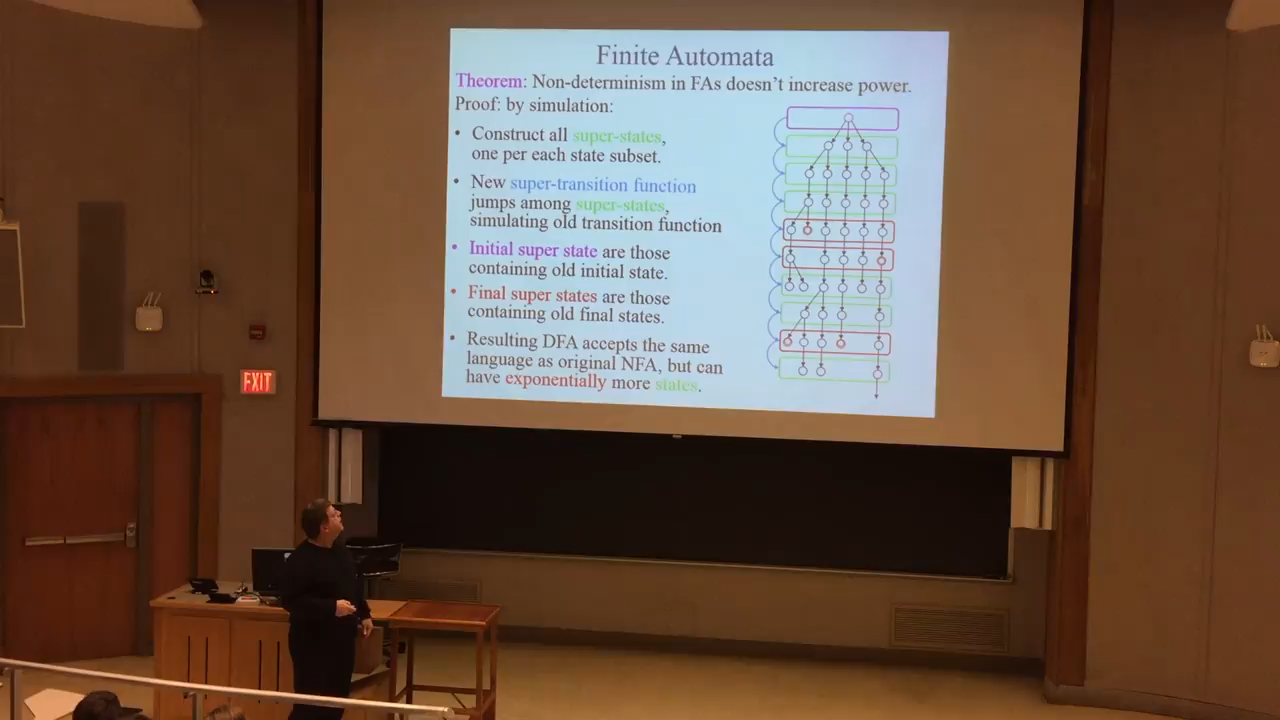 Finite Automata
Theorem: Non-determinism in FAs doesn't increase power.
Proof: by simulation:
• Construct all super-states,
one per each state subset.
• New super-transition function
jumps among super-states,
simulating old transition function
• Initial super state are those
containing old initial state.
• Final super states are those
containing old final states.
• Resulting DFA accepts the same
language as original NFA, but can
have exponentially more states.
EXIT